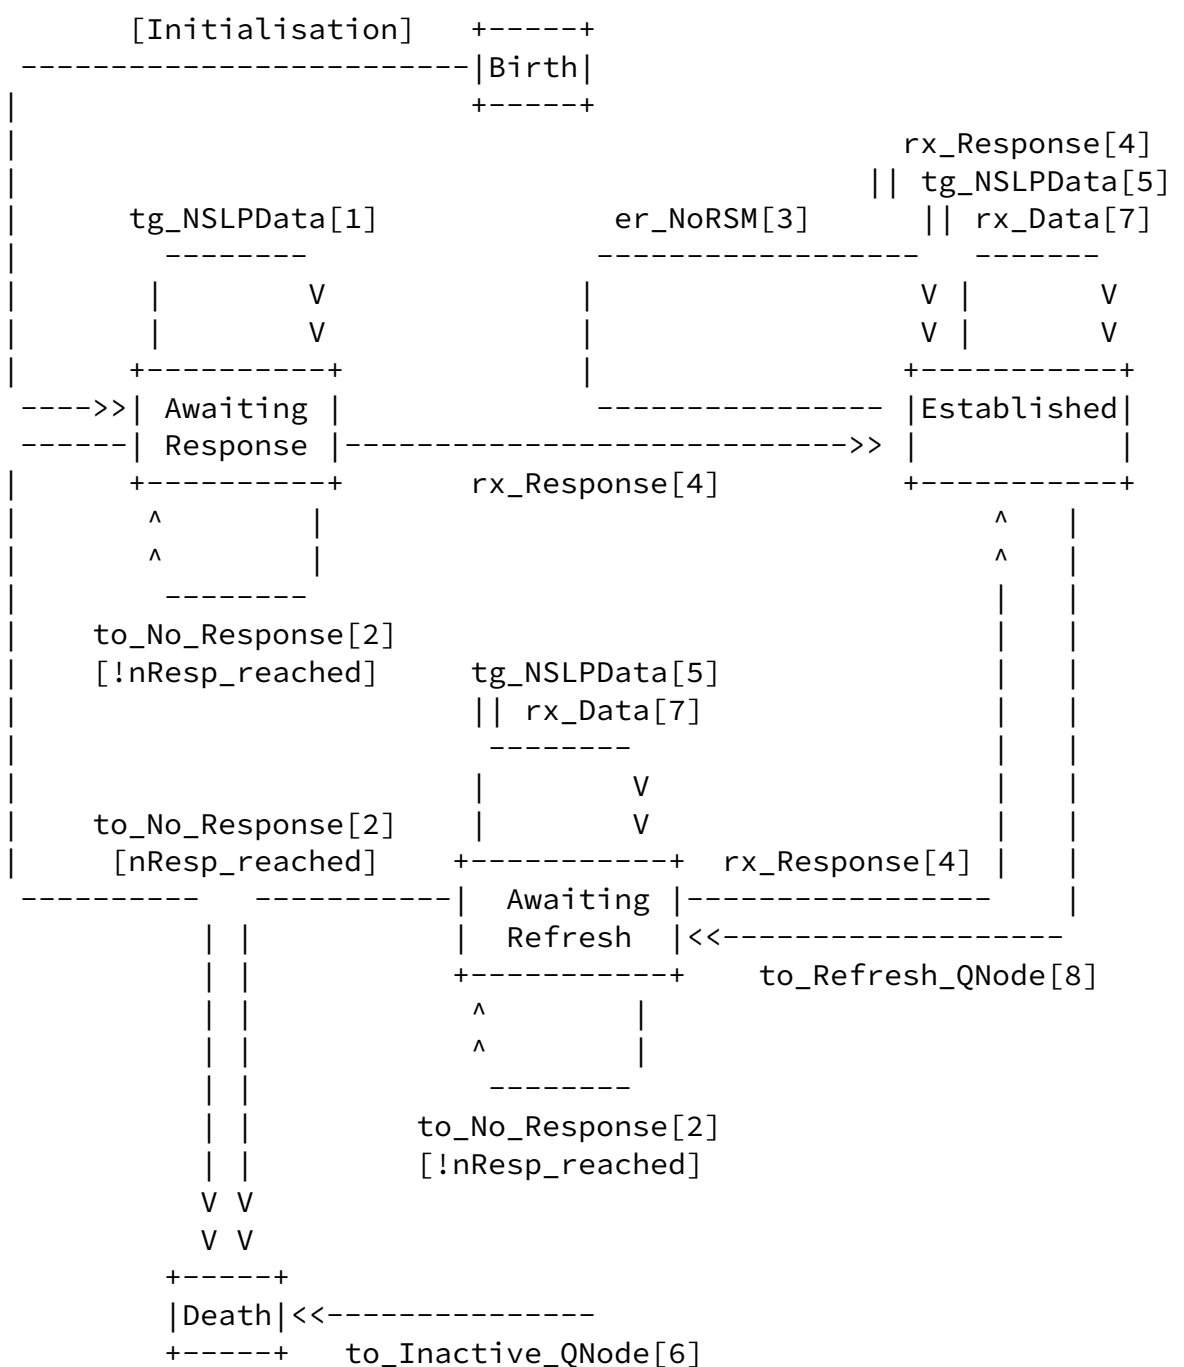 [Initialisation]
Birth
rx_Response[4]
|| tg_NSLPData[5]
tg_NSLPData[1] er_NoRSM[3] || rx_Data[7]
Awaiting Established
Response
rx_Response[4]
to_No_Response[2]
[!nResp_reached] tg_NSLPData[5]
|| rx_Data[7]
to_No_Response[2]
[nResp_reached] rx_Response[4]
Awaiting
Refresh
to_Refresh_QNode[8]
to_No_Response[2]
[!nResp_reached]
Death
to_Inactive_QNode[6]